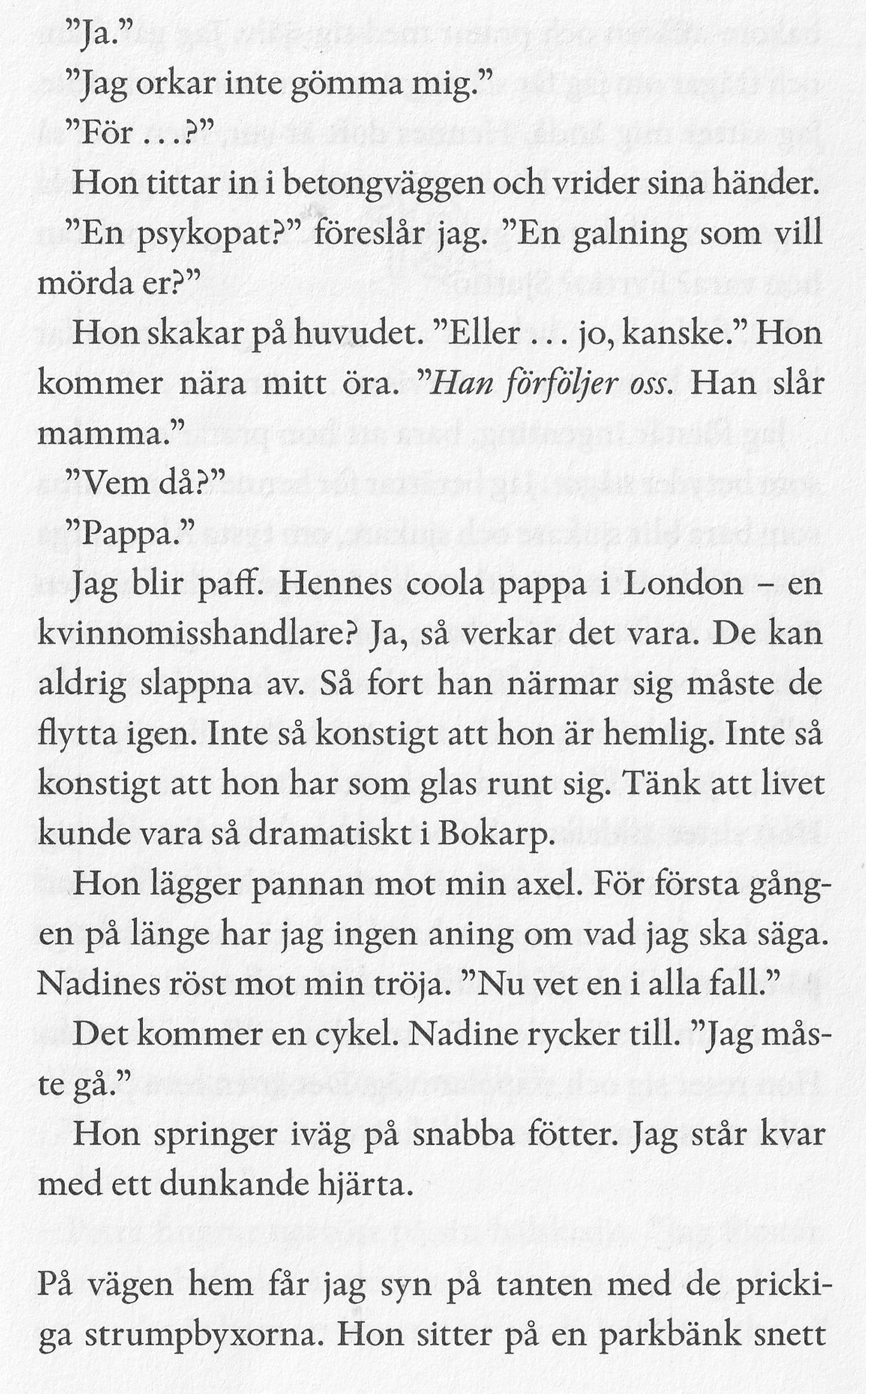 ”Ja.”
”Jag orkar inte gömma mig.”
”För …?”
Hon tittar in i betongväggen och vrider sina händer.
”En psykopat?” föreslår jag. ”En galning som vill
mörda er?”
Hon skakar på huvudet. ”Eller … jo, kanske.” Hon
kommer nära mitt öra. ”Han förföljer oss. Han slår
mamma.”
”Vem då?”
”Pappa.”
Jag blir paff. Hennes coola pappa i London – en
kvinnomisshandlare? Ja, så verkar det vara. De kan
aldrig slappna av. Så fort han närmar sig måste de
flytta igen. Inte så konstigt att hon är hemlig. Inte så
konstigt att hon har som glas runt sig. Tänk att livet
kunde vara så dramatiskt i Bokarp.
Hon lägger pannan mot min axel. För första gång-
en på länge har jag ingen aning om vad jag ska säga.
Nadines röst mot min tröja. ”Nu vet en i alla fall.”
Det kommer en cykel. Nadine rycker till. ”Jag mås-
te gå.”
Hon springer iväg på snabba fötter. Jag står kvar
med ett dunkande hjärta.
På vägen hem får jag syn på tanten med de pricki-
ga strumpbyxorna. Hon sitter på en parkbänk snett